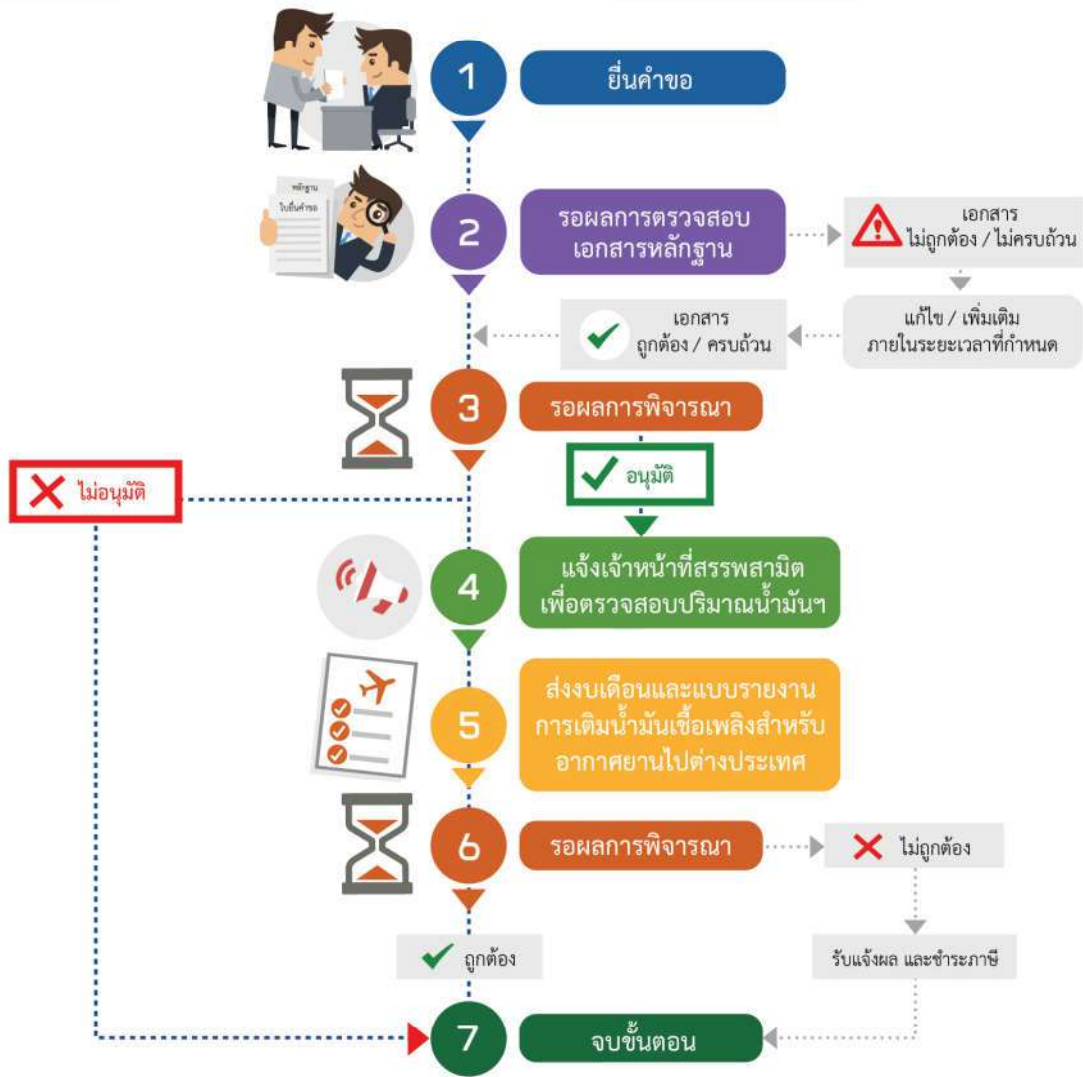 1
ยื่นคำขอ
หลักฐาน
ใบยื่นคำขอ
2
รอผลการตรวจสอบ
เอกสารหลักฐาน
เอกสาร
ไม่ถูกต้อง / ไม่ครบถ้วน
แก้ไข / เพิ่มเติม
ภายในระยะเวลาที่กำหนด
เอกสาร
ถูกต้อง / ครบถ้วน
3
รอผลการพิจารณา
ไม่อนุมัติ
อนุมัติ
4
แจ้งเจ้าหน้าที่สรรพสามิต
เพื่อตรวจสอบปริมาณน้ำมันฯ
5
ส่งงบเดือนและแบบรายงาน
การเติมน้ำมันเชื้อเพลิงสำหรับ
อากาศยานไปต่างประเทศ
6
รอผลการพิจารณา
ไม่ถูกต้อง
ถูกต้อง
รับแจ้งผล และชำระภาษี
7
จบขั้นตอน